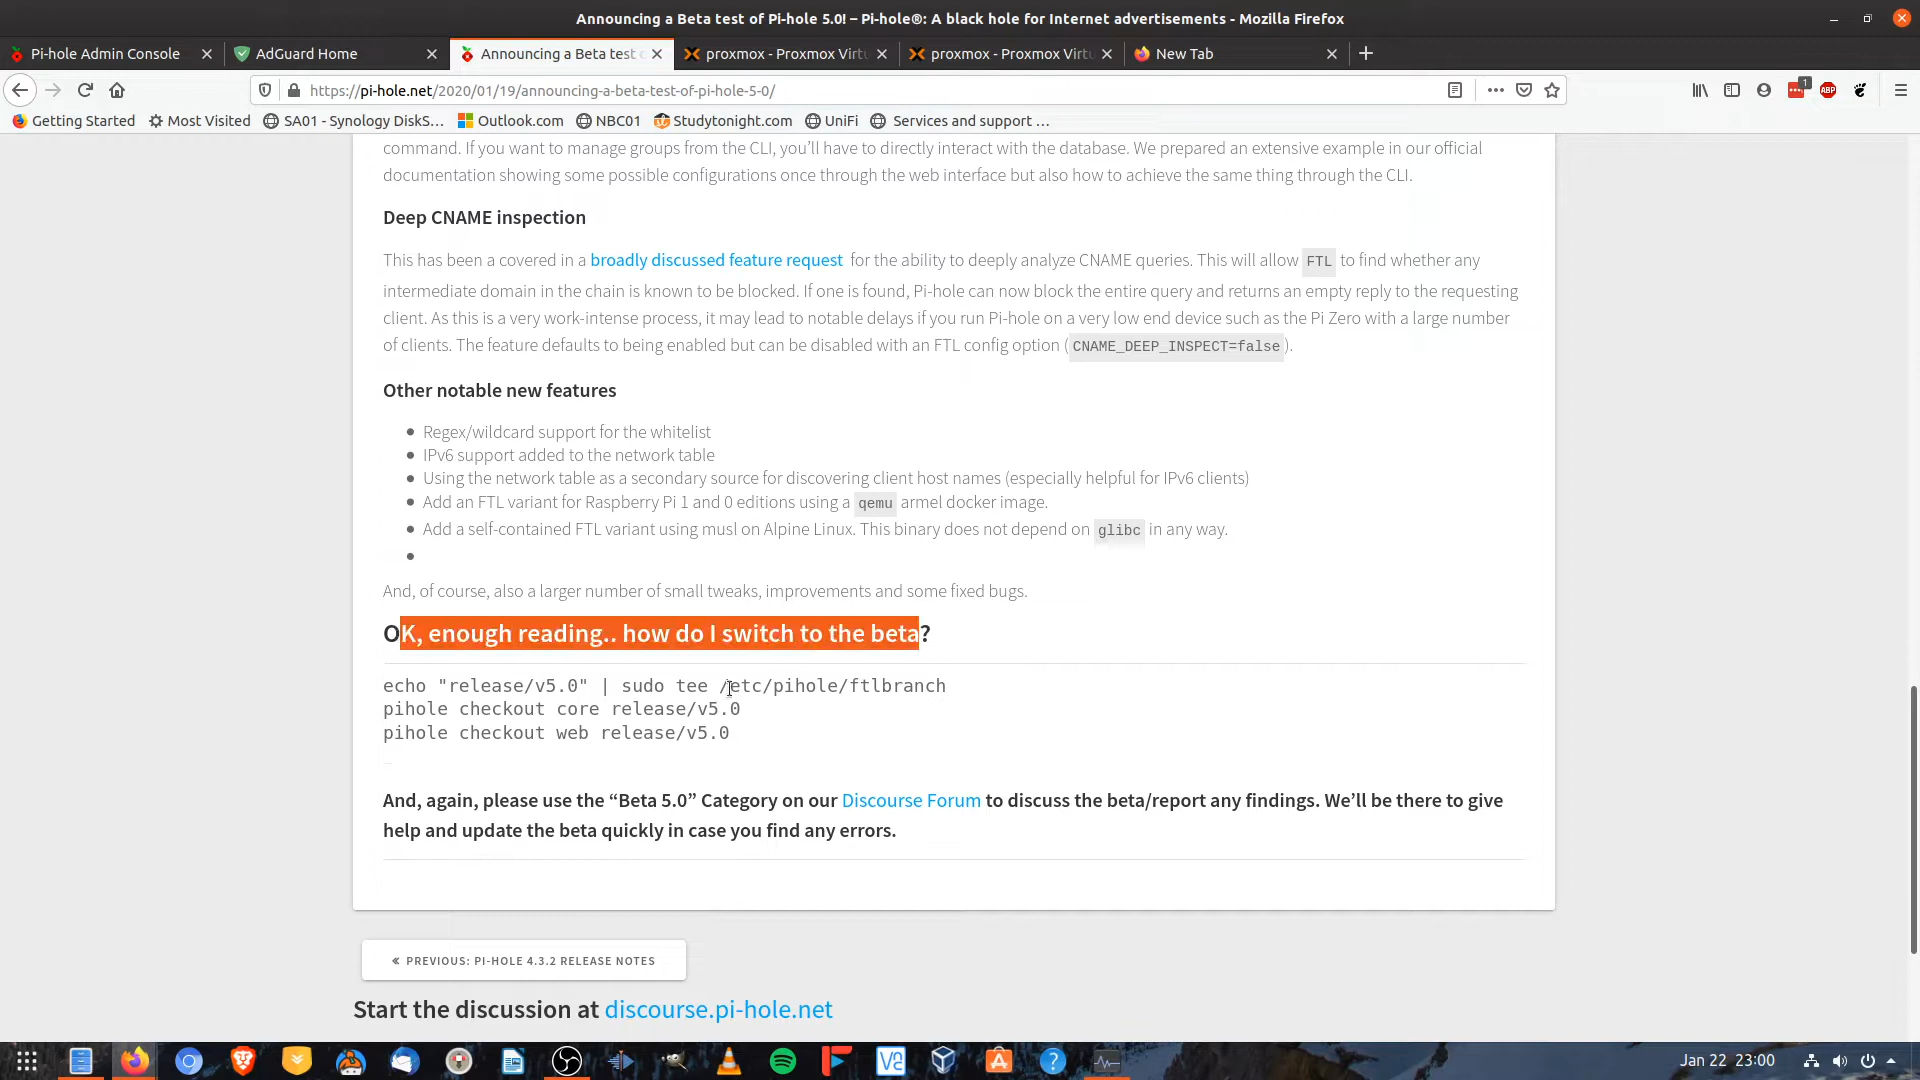 Announcing a Beta test of Pi-hole 5.0! – Pi-hole®: A black hole for Internet advertisements - Mozilla Firefox
Pi-hole Admin Console
AdGuard Home
Announcing a Beta test o
proxmox - Proxmox Virtu
proxmox - Proxmox Virtu
New Tab
https://pi-hole.net/2020/01/19/announcing-a-beta-test-of-pi-hole-5-0/
1
ABP
Getting Started
Most Visited
SA01 - Synology DiskS…
Outlook.com
NBC01
Studytonight.com
UniFi
Services and support …
command. If you want to manage groups from the CLI, you’ll have to directly interact with the database. We prepared an extensive example in our official
documentation showing some possible configurations once through the web interface but also how to achieve the same thing through the CLI.
Deep CNAME inspection
This has been a covered in a broadly discussed feature request for the ability to deeply analyze CNAME queries. This will allow FTL to find whether any
intermediate domain in the chain is known to be blocked. If one is found, Pi-hole can now block the entire query and returns an empty reply to the requesting
client. As this is a very work-intense process, it may lead to notable delays if you run Pi-hole on a very low end device such as the Pi Zero with a large number
of clients. The feature defaults to being enabled but can be disabled with an FTL config option (CNAME_DEEP_INSPECT=false).
Other notable new features
Regex/wildcard support for the whitelist
IPv6 support added to the network table
Using the network table as a secondary source for discovering client host names (especially helpful for IPv6 clients)
Add an FTL variant for Raspberry Pi 1 and 0 editions using a qemu armel docker image.
Add a self-contained FTL variant using musl on Alpine Linux. This binary does not depend on glibc in any way.
And, of course, also a larger number of small tweaks, improvements and some fixed bugs.
OK, enough reading.. how do I switch to the beta?
echo "release/v5.0" | sudo tee /etc/pihole/ftlbranch
pihole checkout core release/v5.0
pihole checkout web release/v5.0
And, again, please use the “Beta 5.0” Category on our Discourse Forum to discuss the beta/report any findings. We’ll be there to give
help and update the beta quickly in case you find any errors.
« PREVIOUS: PI-HOLE 4.3.2 RELEASE NOTES
Start the discussion at discourse.pi-hole.net
Jan 22 23:00